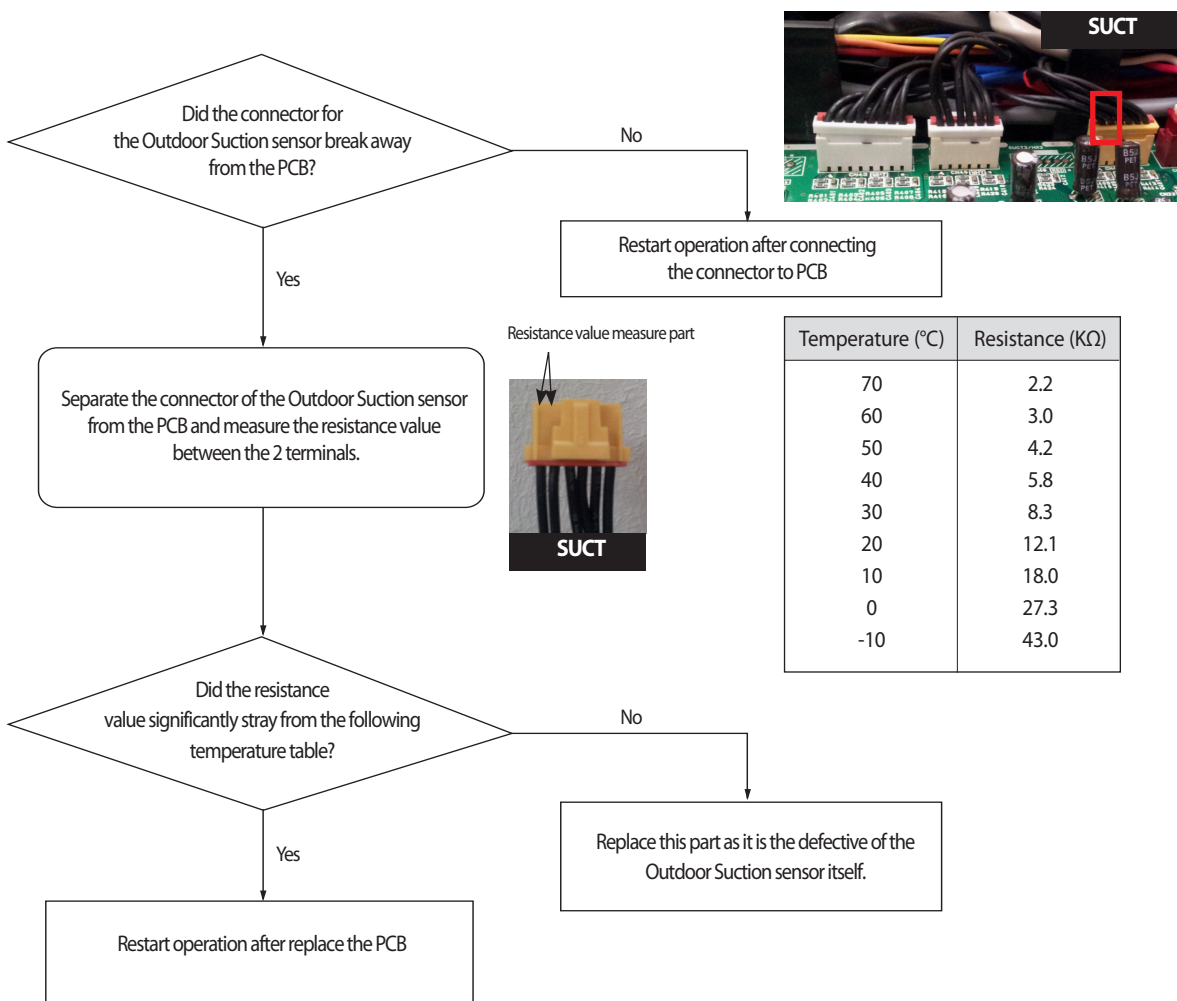 SUCT
Did the connector for
the Outdoor Suction sensor break away
from the PCB?
No
Restart operation after connecting
the connector to PCB
Yes
Resistance value measure part
SUCT
Separate the connector of the Outdoor Suction sensor
from the PCB and measure the resistance value
between the 2 terminals.
Temperature (°C) Resistance (KΩ)
70 2.2
60 3.0
50 4.2
40 5.8
30 8.3
20 12.1
10 18.0
0 27.3
-10 43.0
Did the resistance
value significantly stray from the following
temperature table?
No
Replace this part as it is the defective of the
Outdoor Suction sensor itself.
Yes
Restart operation after replace the PCB